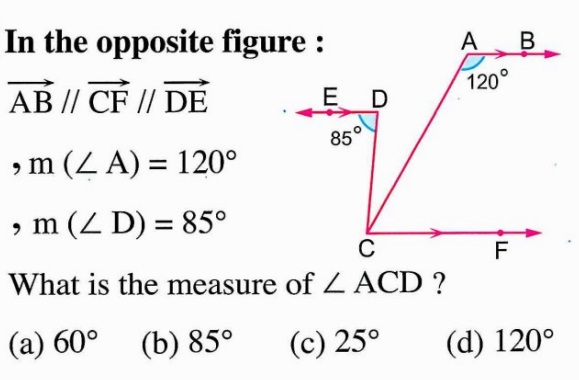 In the opposite figure :
AB // CF // DE
, m (∠ A) = 120°
, m (∠ D) = 85°
A B
120°
E D
85°
C F
What is the measure of ∠ ACD ?
(a) 60° (b) 85° (c) 25° (d) 120°